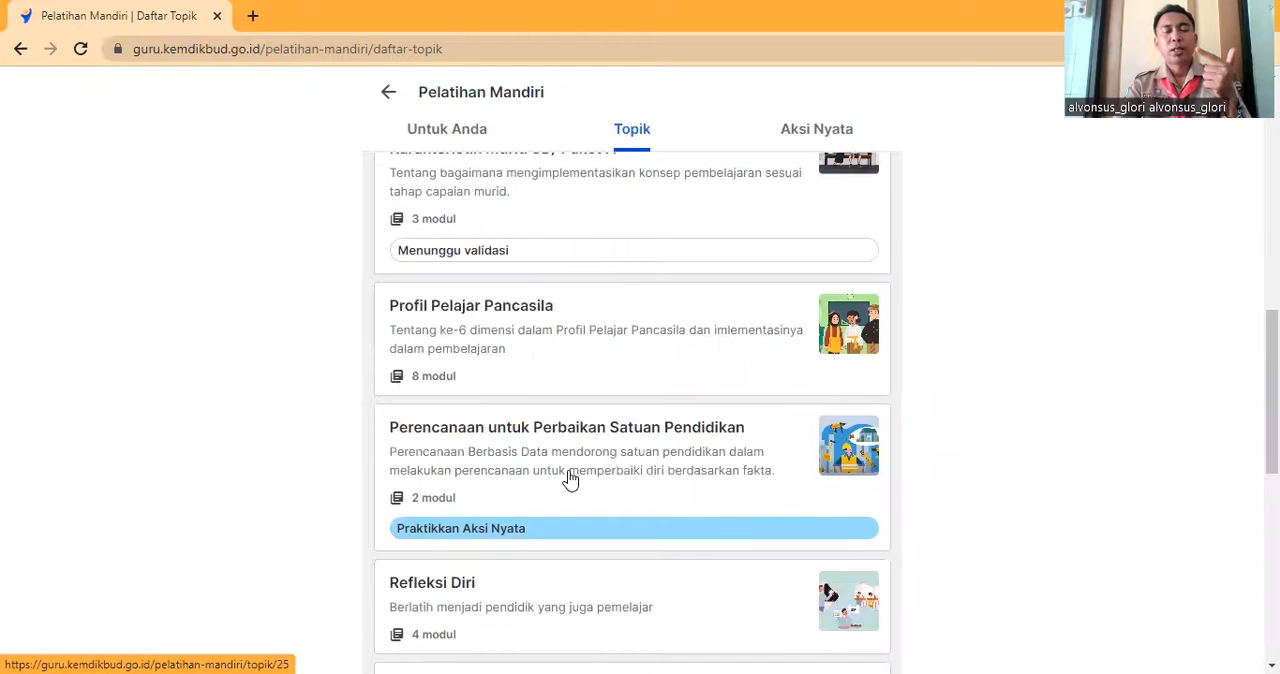 Pelatihan Mandiri | Daftar Topik
guru.kemdikbud.go.id/pelatihan-mandiri/daftar-topik
alvonsus_glori alvonsus_glori
Pelatihan Mandiri
Untuk Anda
Topik
Aksi Nyata
Tentang bagaimana mengimplementasikan konsep pembelajaran sesuai
tahap capaian murid.
3 modul
Menunggu validasi
Profil Pelajar Pancasila
Tentang ke-6 dimensi dalam Profil Pelajar Pancasila dan imlementasinya
dalam pembelajaran
8 modul
Perencanaan untuk Perbaikan Satuan Pendidikan
Perencanaan Berbasis Data mendorong satuan pendidikan dalam
melakukan perencanaan untuk memperbaiki diri berdasarkan fakta.
2 modul
Praktikkan Aksi Nyata
Refleksi Diri
Berlatih menjadi pendidik yang juga pemelajar
4 modul
https://guru.kemdikbud.go.id/pelatihan-mandiri/topik/25